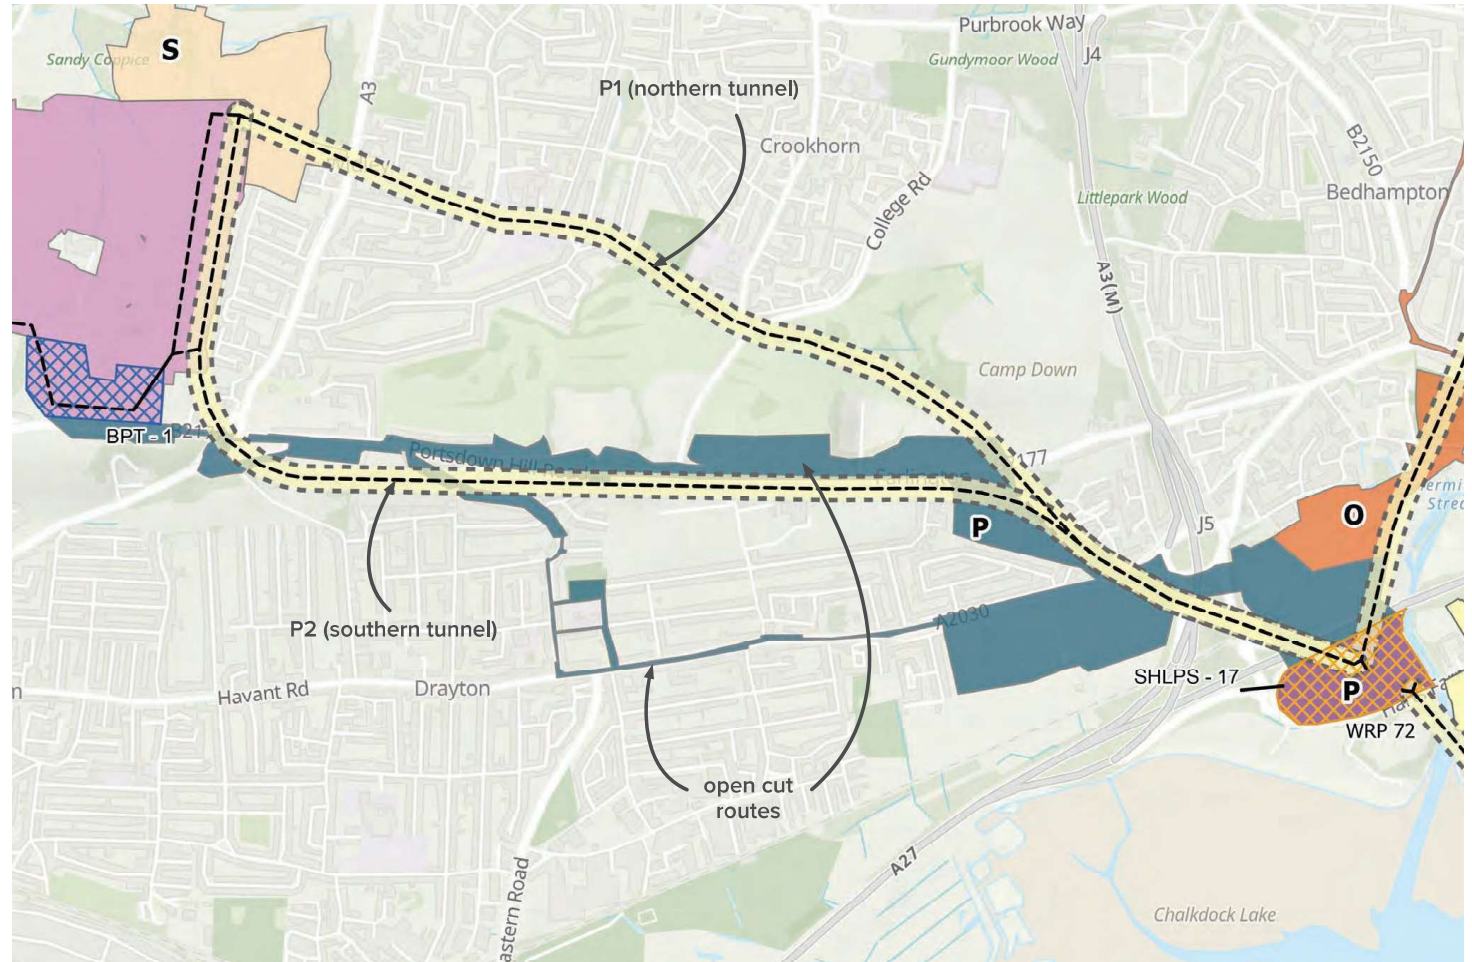 Purbrook Way
S
Sandy Coppice
Gundymoor Wood
J4
A3
P1 (northern tunnel)
Crookhorn
B2150
Bedhampton
Littlepark Wood
College Rd
A3(M)
Camp Down
BPT - 1
Portsdown Hill Road
Farlington
177
P
O
J5
P2 (southern tunnel)
A2030
SHLPS - 17
P
Havant Rd
Drayton
WRP 72
open cut
routes
A27
astern Road
Chalkdock Lake